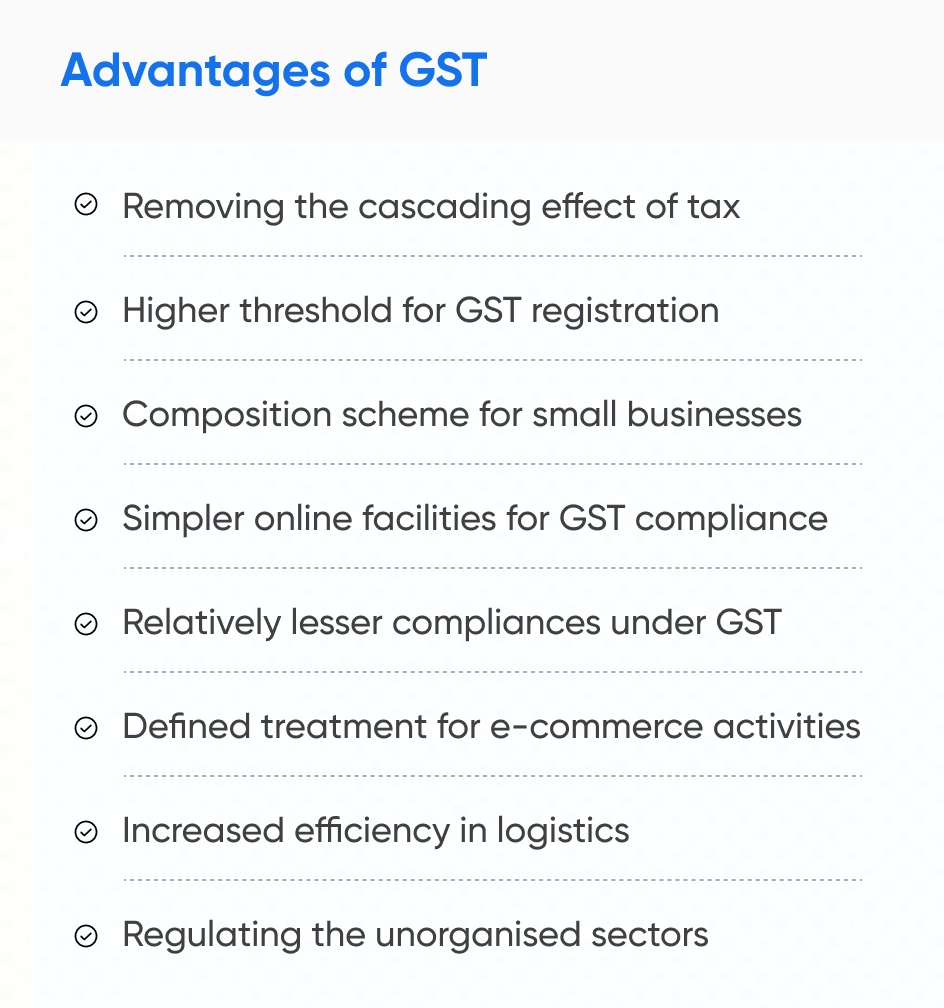 Advantages of GST
Removing the cascading effect of tax
Higher threshold for GST registration
Composition scheme for small businesses
Simpler online facilities for GST compliance
Relatively lesser compliances under GST
Defined treatment for e-commerce activities
Increased efficiency in logistics
Regulating the unorganised sectors